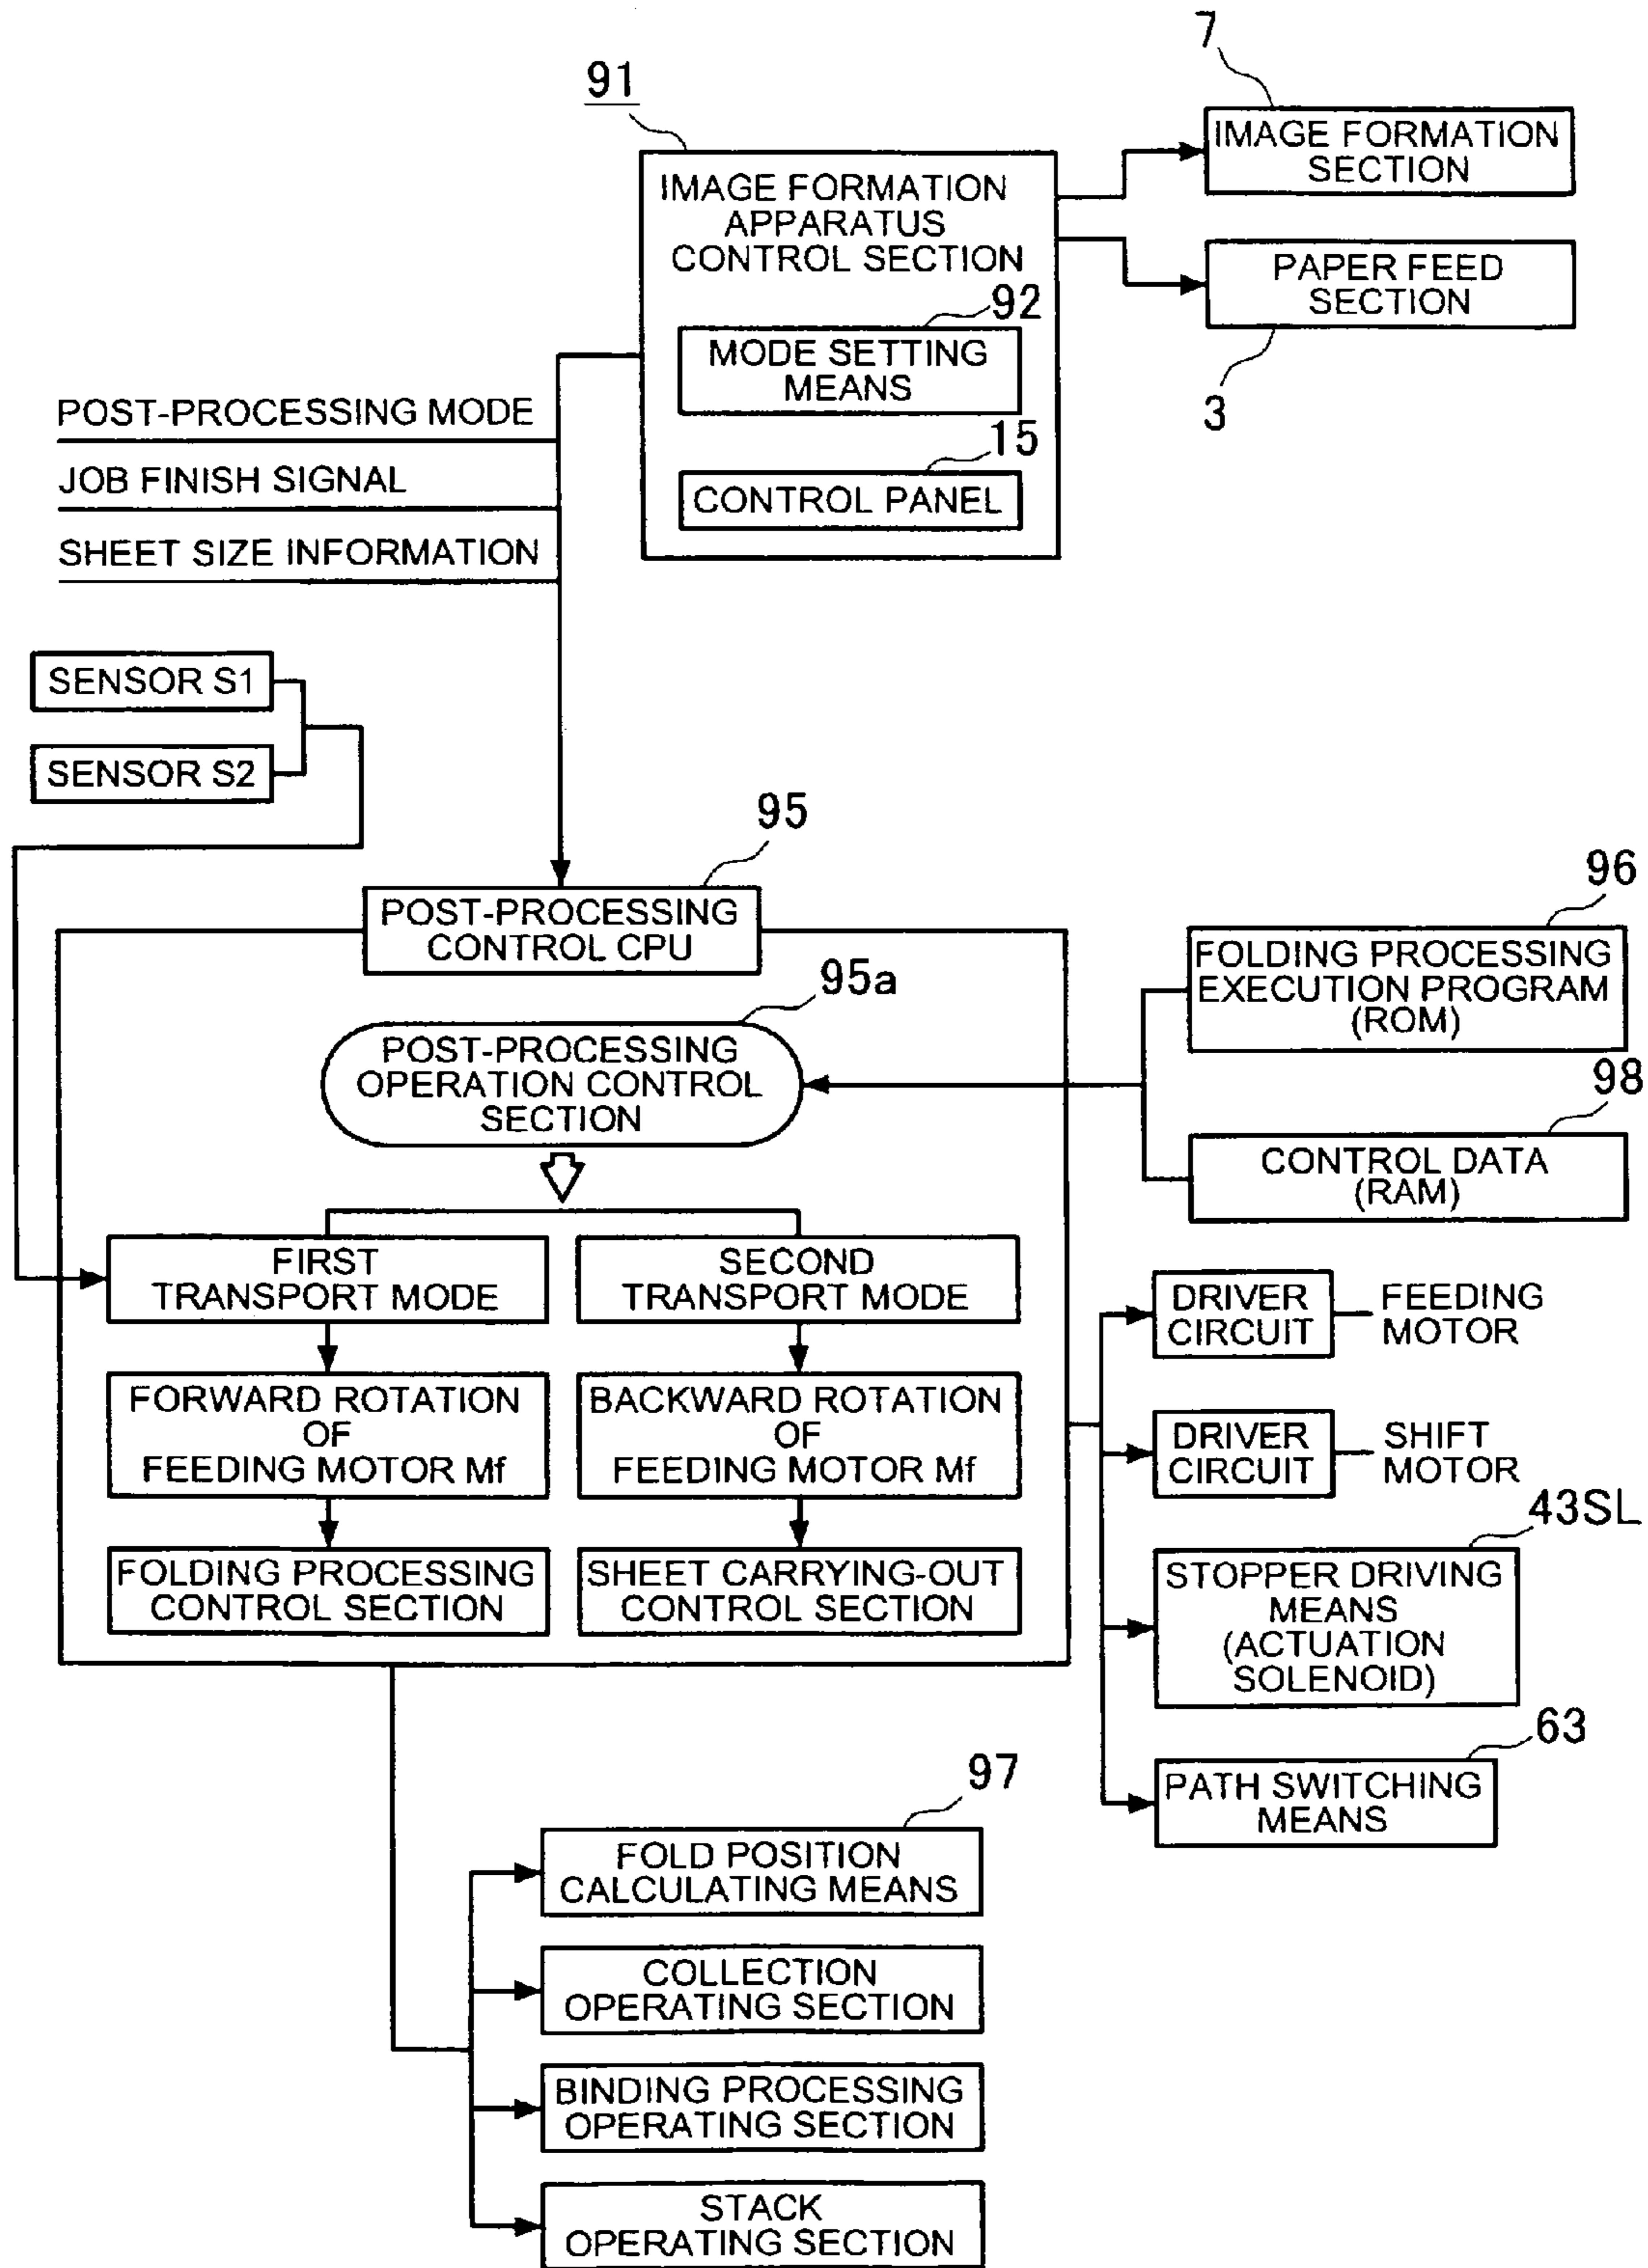 7
91
IMAGE FORMATION
SECTION
IMAGE FORMATION
APPARATUS
CONTROL SECTION
PAPER FEED
SECTION
3
92
MODE SETTING
MEANS
15
CONTROL PANEL
POST-PROCESSING MODE
JOB FINISH SIGNAL
SHEET SIZE INFORMATION
SENSOR S1
SENSOR S2
95
POST-PROCESSING
CONTROL CPU
95a
POST-PROCESSING
OPERATION CONTROL
SECTION
96
FOLDING PROCESSING
EXECUTION PROGRAM
(ROM)
98
CONTROL DATA
(RAM)
FIRST
TRANSPORT MODE
SECOND
TRANSPORT MODE
FORWARD ROTATION
OF
FEEDING MOTOR Mf
BACKWARD ROTATION
OF
FEEDING MOTOR Mf
FOLDING PROCESSING
CONTROL SECTION
SHEET CARRYING-OUT
CONTROL SECTION
DRIVER
CIRCUIT
FEEDING
MOTOR
DRIVER
CIRCUIT
SHIFT
MOTOR
43SL
STOPPER DRIVING
MEANS
(ACTUATION
SOLENOID)
63
PATH SWITCHING
MEANS
97
FOLD POSITION
CALCULATING MEANS
COLLECTION
OPERATING SECTION
BINDING PROCESSING
OPERATING SECTION
STACK
OPERATING SECTION